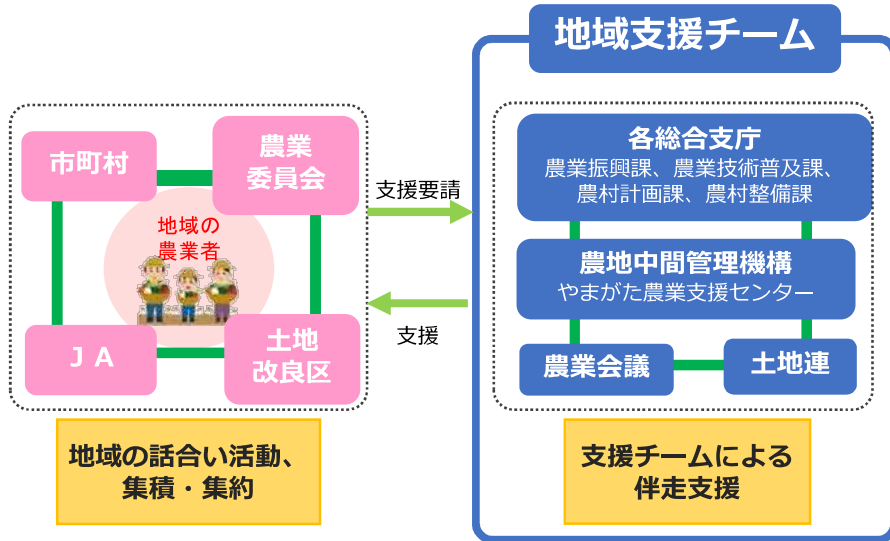 地域支援チーム
市町村
農業
委員会
地域の
農業者
ＪＡ
土地
改良区
地域の話合い活動、
集積・集約
支援要請
支援
各総合支庁
農業振興課、農業技術普及課、
農村計画課、農村整備課
農地中間管理機構
やまがた農業支援センター
農業会議
土地連
支援チームによる
伴走支援